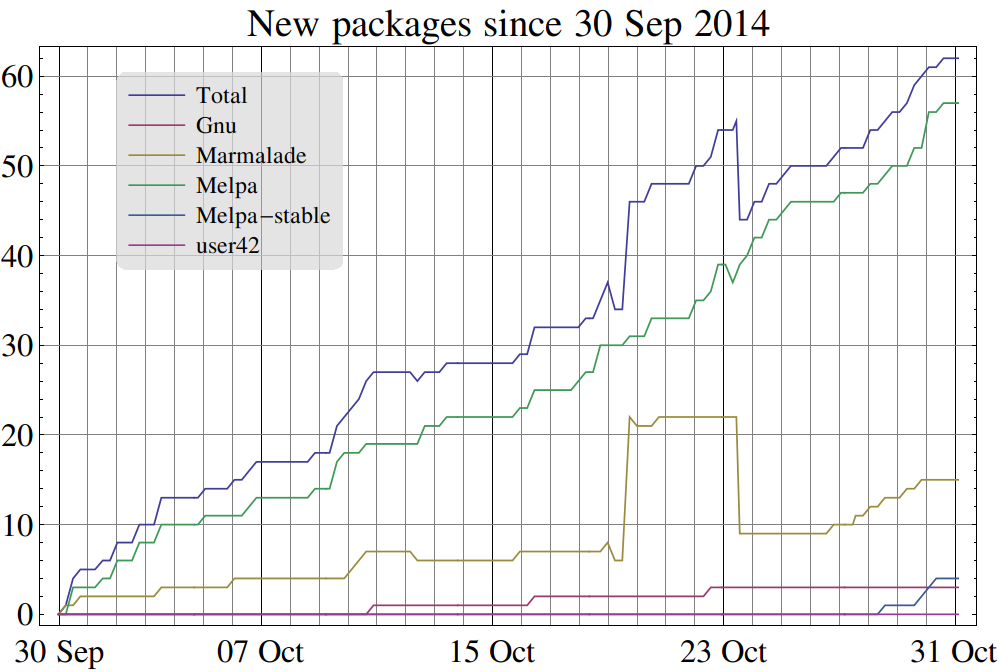 New packages since 30 Sep 2014
60
50
40
30
20
10
0
Total
Gnu
Marmalade
Melpa
Melpa−stable
user42
30 Sep 07 Oct 15 Oct 23 Oct 31 Oct